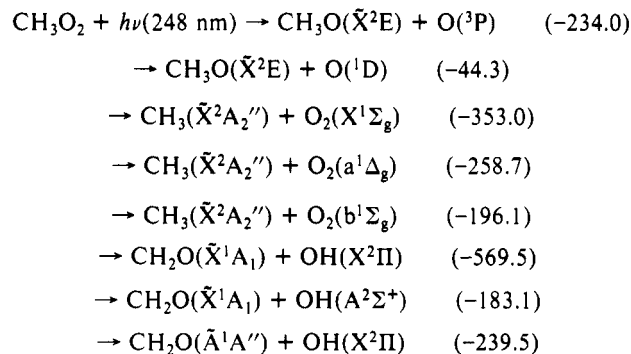 CH₃O₂ + hν(248 nm) → CH₃O(X̃²E) + O(³P) (−234.0)
→ CH₃O(X̃²E) + O(¹D) (−44.3)
→ CH₃(X̃²A₂″) + O₂(X¹Σg) (−353.0)
→ CH₃(X̃²A₂″) + O₂(a¹Δg) (−258.7)
→ CH₃(X̃²A₂″) + O₂(b¹Σg) (−196.1)
→ CH₂O(X̃¹A₁) + OH(X²Π) (−569.5)
→ CH₂O(X̃¹A₁) + OH(A²Σ⁺) (−183.1)
→ CH₂O(Ã¹A″) + OH(X²Π) (−239.5)